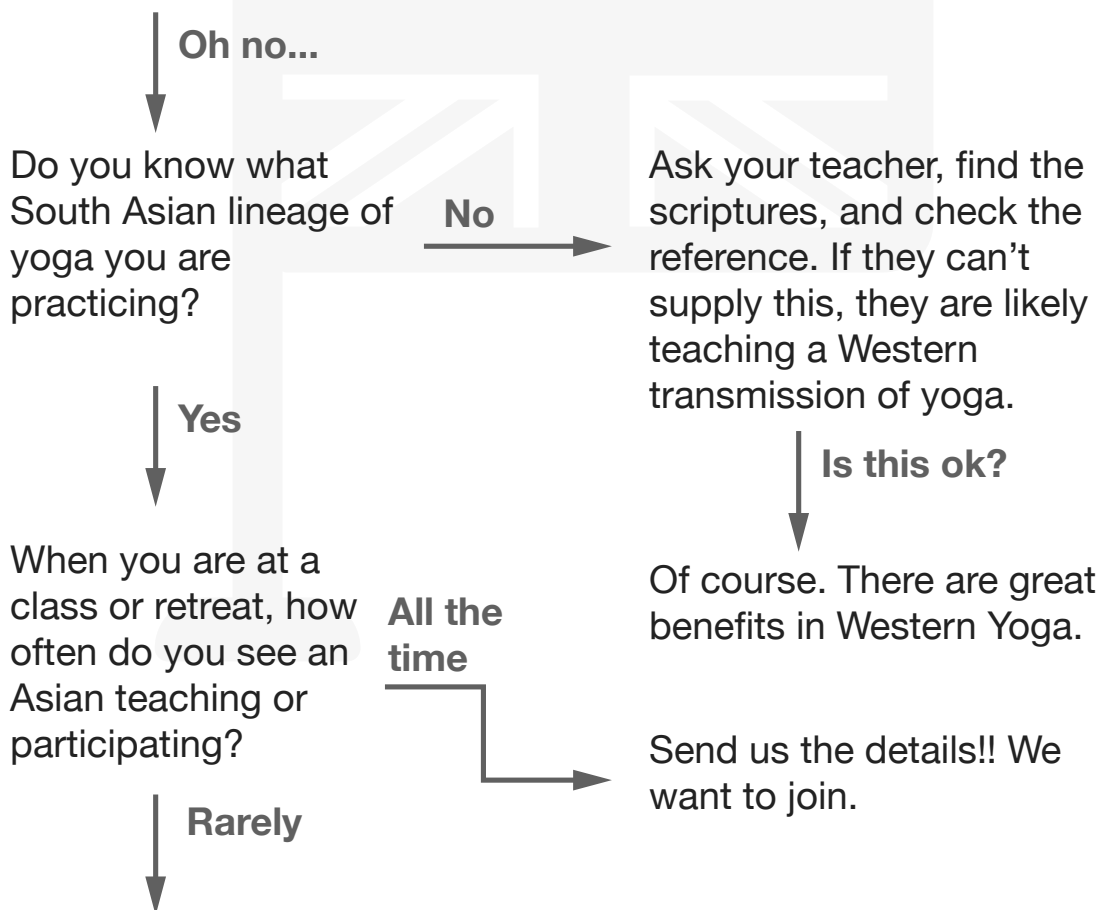 Oh no...
Do you know what
South Asian lineage of
yoga you are
practicing?
No
Ask your teacher, find the
scriptures, and check the
reference. If they can’t
supply this, they are likely
teaching a Western
transmission of yoga.
Yes
Is this ok?
When you are at a
class or retreat, how
often do you see an
Asian teaching or
participating?
All the
time
Of course. There are great
benefits in Western Yoga.
Send us the details!! We
want to join.
Rarely